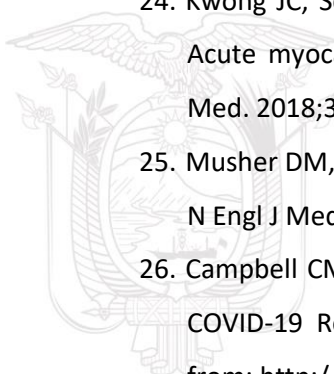 24. Kwong JC, S
Acute myoc
Med. 2018;3
25. Musher DM,
N Engl J Med
26. Campbell CM
COVID-19 R
from: http:/